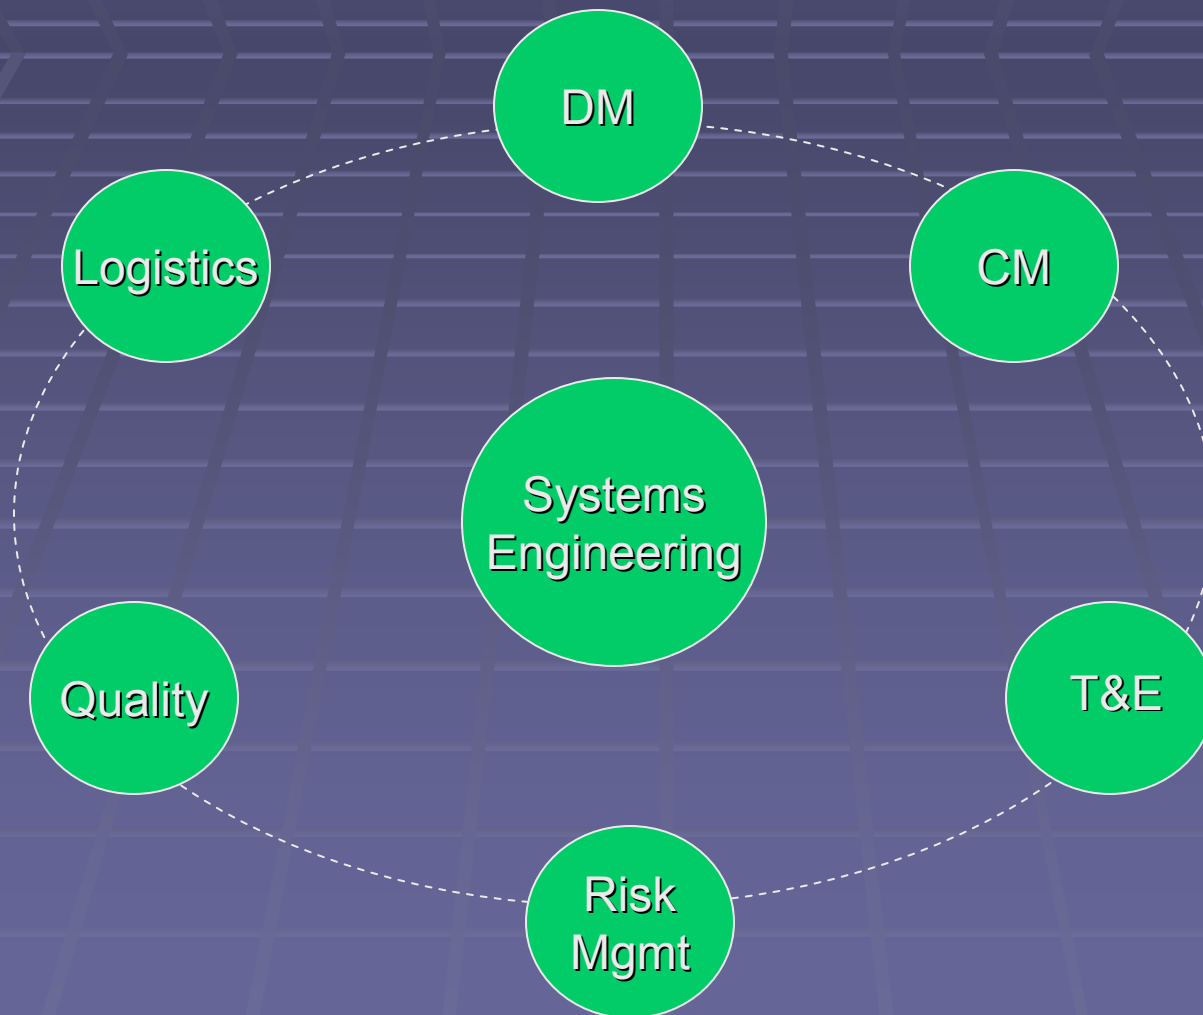 DM
Logistics
CM
Systems
Engineering
Quality
T&E
Risk
Mgmt